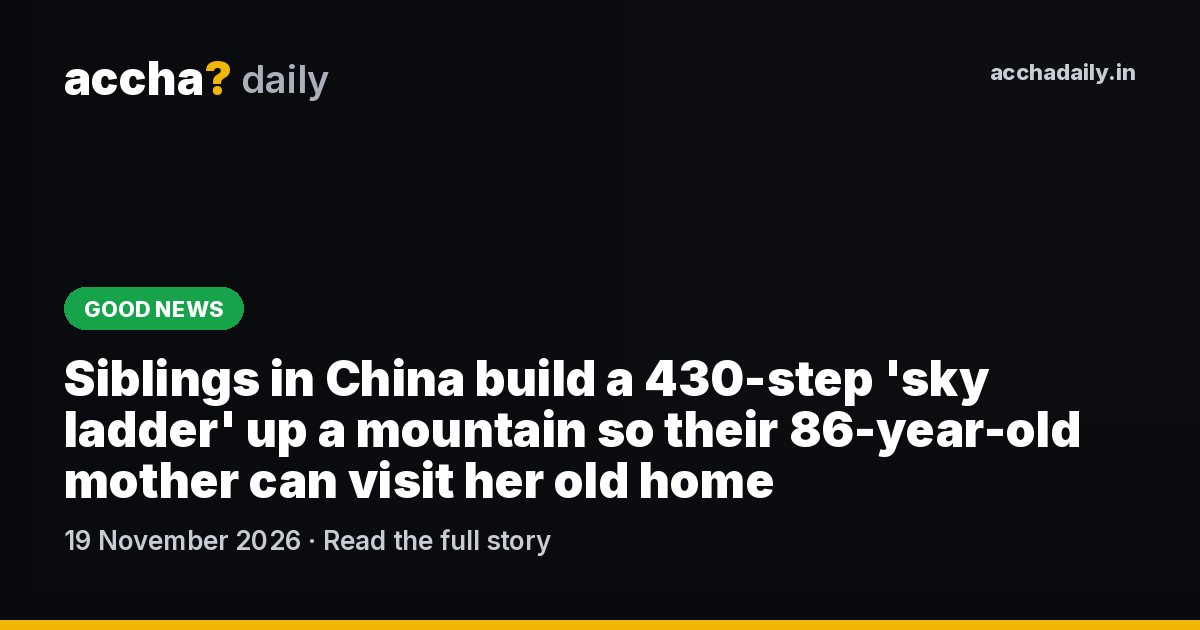 accha? daily
acchadaily.in
GOOD NEWS
Siblings in China build a 430-step 'sky
ladder' up a mountain so their 86-year-old
mother can visit her old home
19 November 2026 · Read the full story